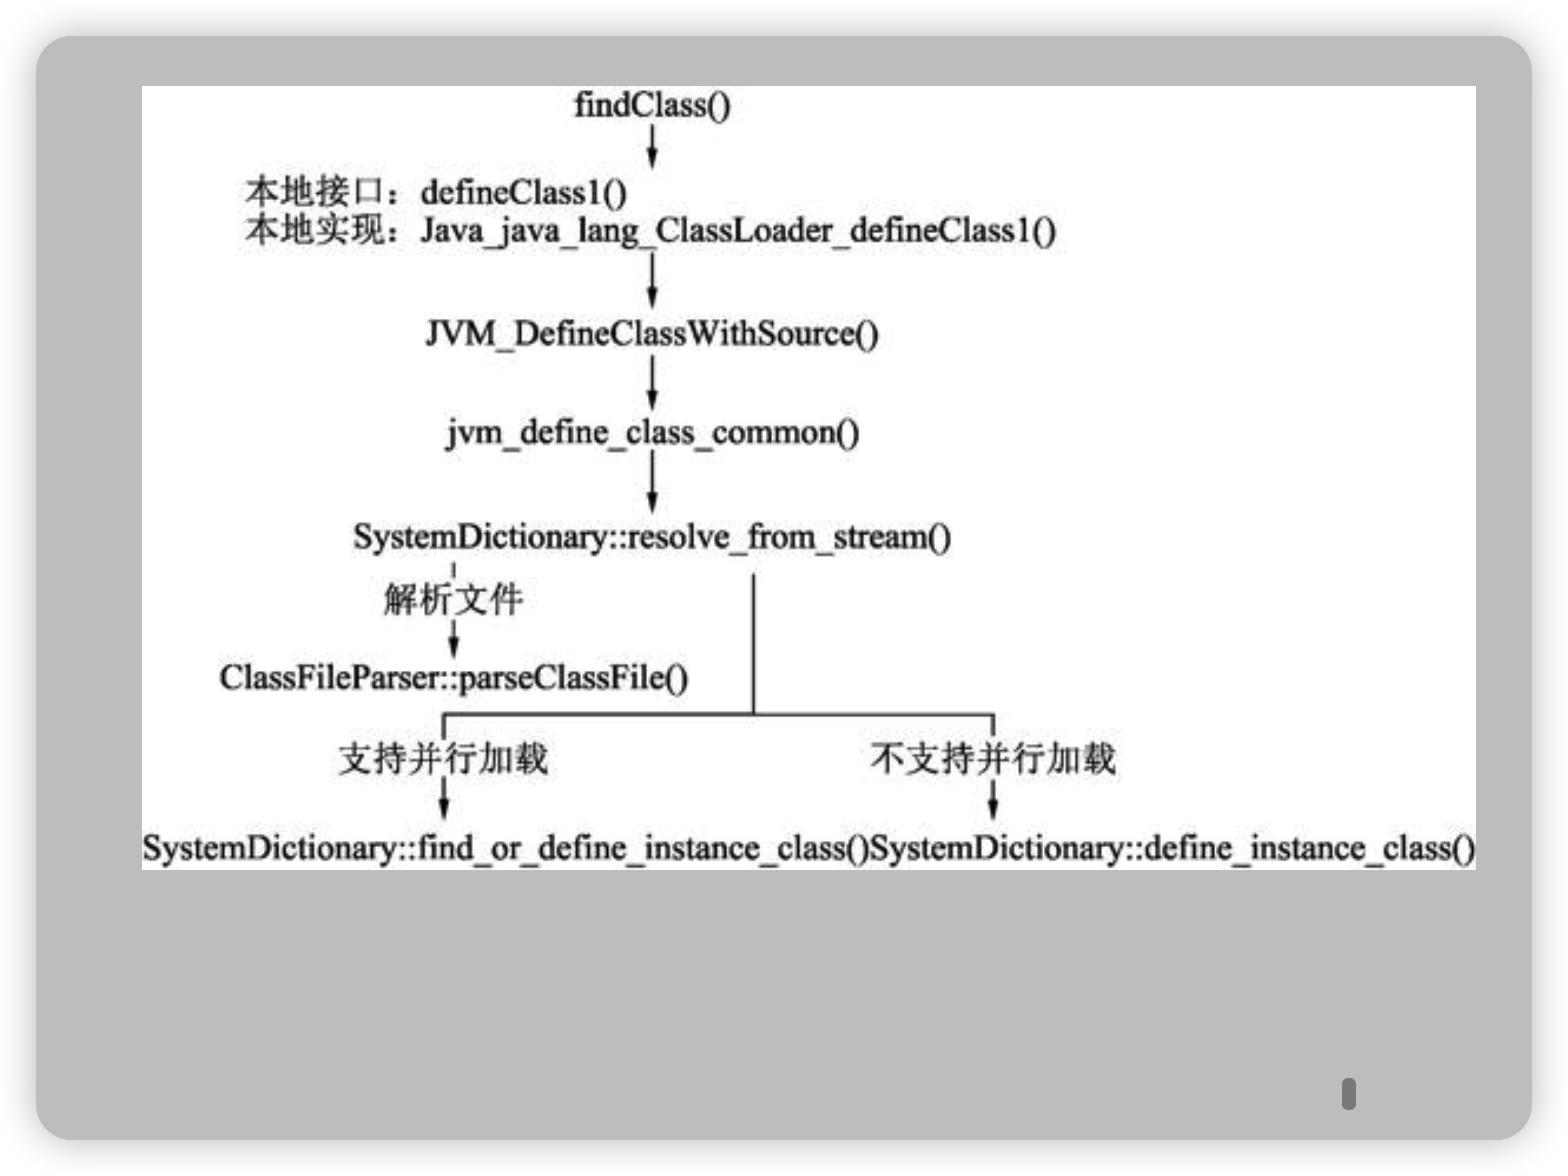 findClass()
本地接口：defineClass1()
本地实现：Java_java_lang_ClassLoader_defineClass1()
JVM_DefineClassWithSource()
jvm_define_class_common()
SystemDictionary::resolve_from_stream()
解析文件
ClassFileParser::parseClassFile()
支持并行加载 不支持并行加载
SystemDictionary::find_or_define_instance_class()SystemDictionary::define_instance_class()